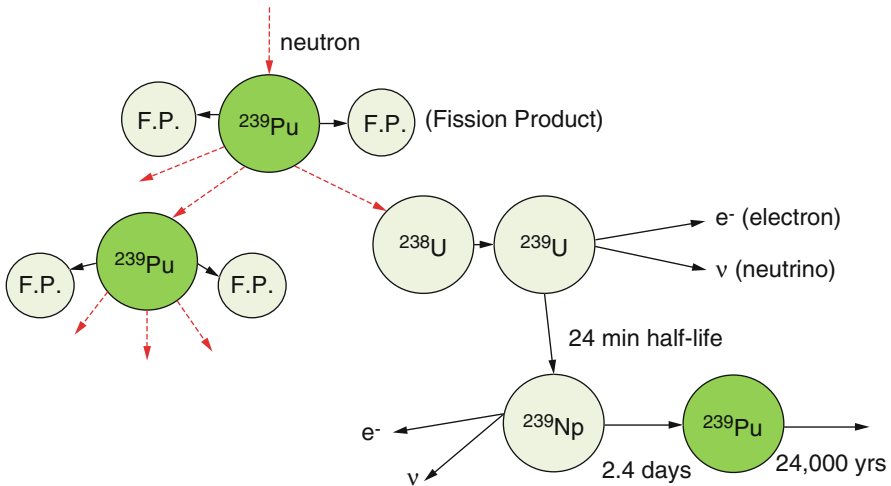 neutron
F.P.
²³⁹Pu
F.P.
(Fission Product)
²³⁸U
²³⁹U
e⁻ (electron)
ν (neutrino)
F.P.
²³⁹Pu
F.P.
24 min half-life
e⁻
ν
²³⁹Np
2.4 days
²³⁹Pu
24,000 yrs